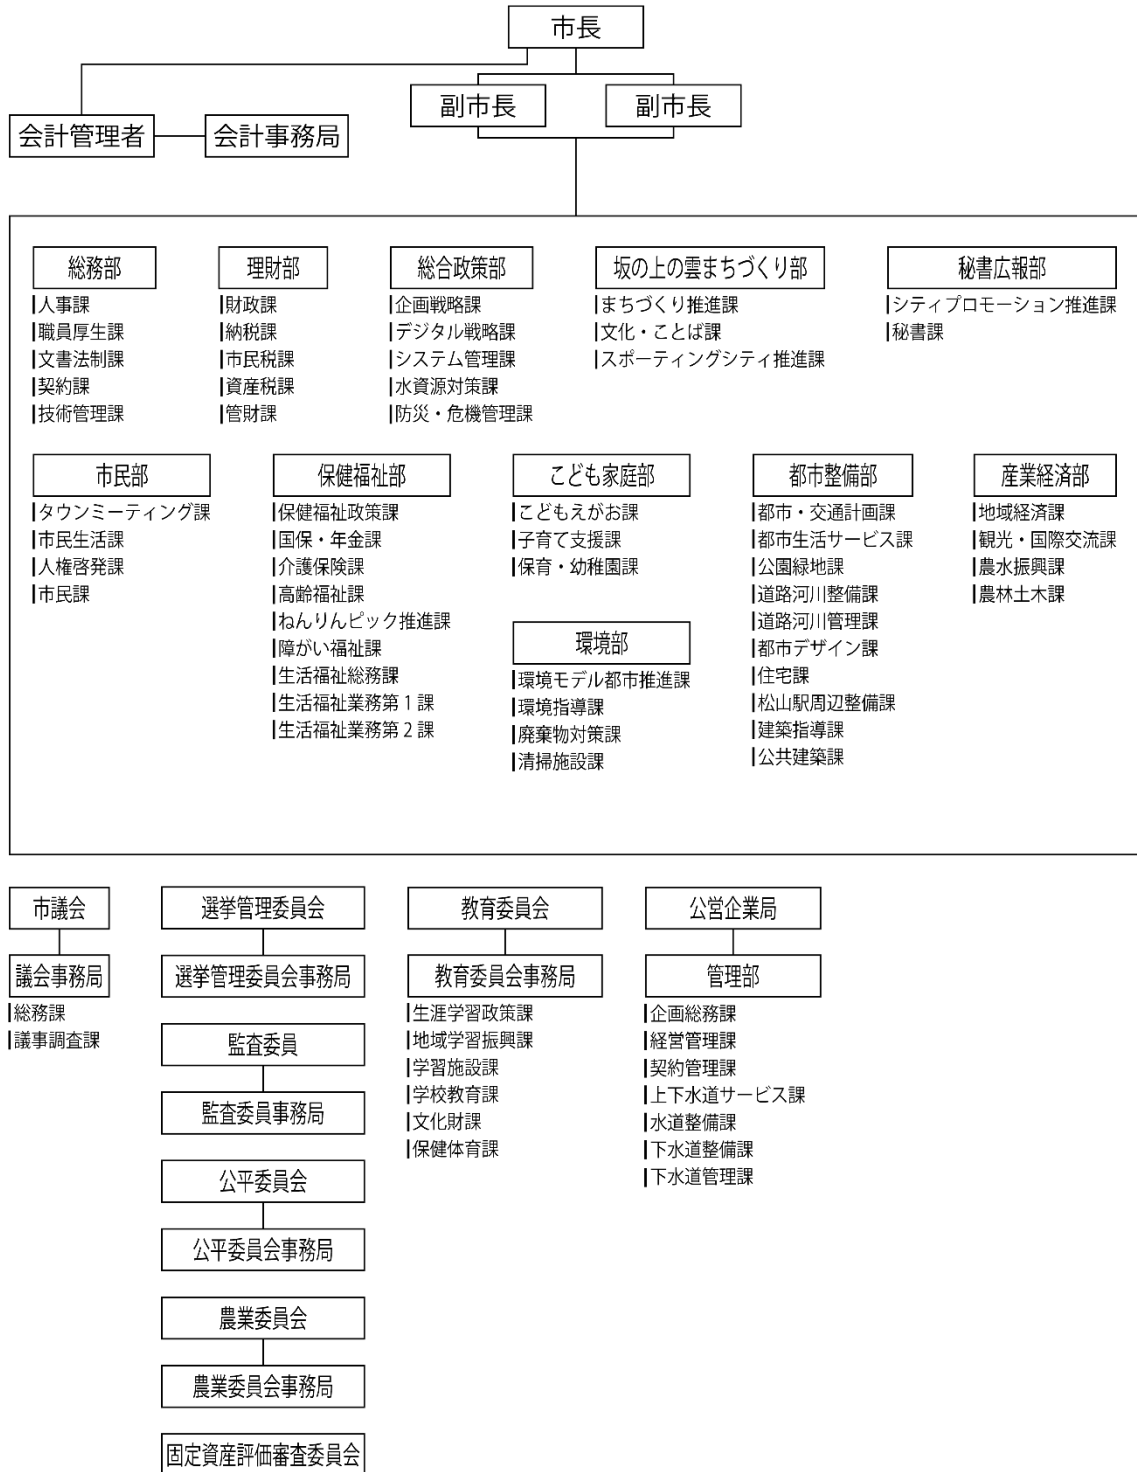 市長
副市長
副市長
会計管理者
会計事務局
総務部
人事課
職員厚生課
文書法制課
契約課
技術管理課
理財部
財政課
納税課
市民税課
資産税課
管財課
総合政策部
企画戦略課
デジタル戦略課
システム管理課
水資源対策課
防災・危機管理課
坂の上の雲まちづくり部
まちづくり推進課
文化・ことば課
スポーティングシティ推進課
秘書広報部
シティプロモーション推進課
秘書課
市民部
タウンミーティング課
市民生活課
人権啓発課
市民課
保健福祉部
保健福祉政策課
国保・年金課
介護保険課
高齢福祉課
ねんりんピック推進課
障がい福祉課
生活福祉総務課
生活福祉業務第1課
生活福祉業務第2課
こども家庭部
こどもえがお課
子育て支援課
保育・幼稚園課
環境部
環境モデル都市推進課
環境指導課
廃棄物対策課
清掃施設課
都市整備部
都市・交通計画課
都市生活サービス課
公園緑地課
道路河川整備課
道路河川管理課
都市デザイン課
住宅課
松山駅周辺整備課
建築指導課
公共建築課
産業経済部
地域経済課
観光・国際交流課
農水振興課
農林土木課
市議会
議会事務局
総務課
議事調査課
選挙管理委員会
選挙管理委員会事務局
監査委員
監査委員事務局
公平委員会
公平委員会事務局
農業委員会
農業委員会事務局
固定資産評価審査委員会
教育委員会
教育委員会事務局
生涯学習政策課
地域学習振興課
学習施設課
学校教育課
文化財課
保健体育課
公営企業局
管理部
企画総務課
経営管理課
契約管理課
上下水道サービス課
水道整備課
下水道整備課
下水道管理課